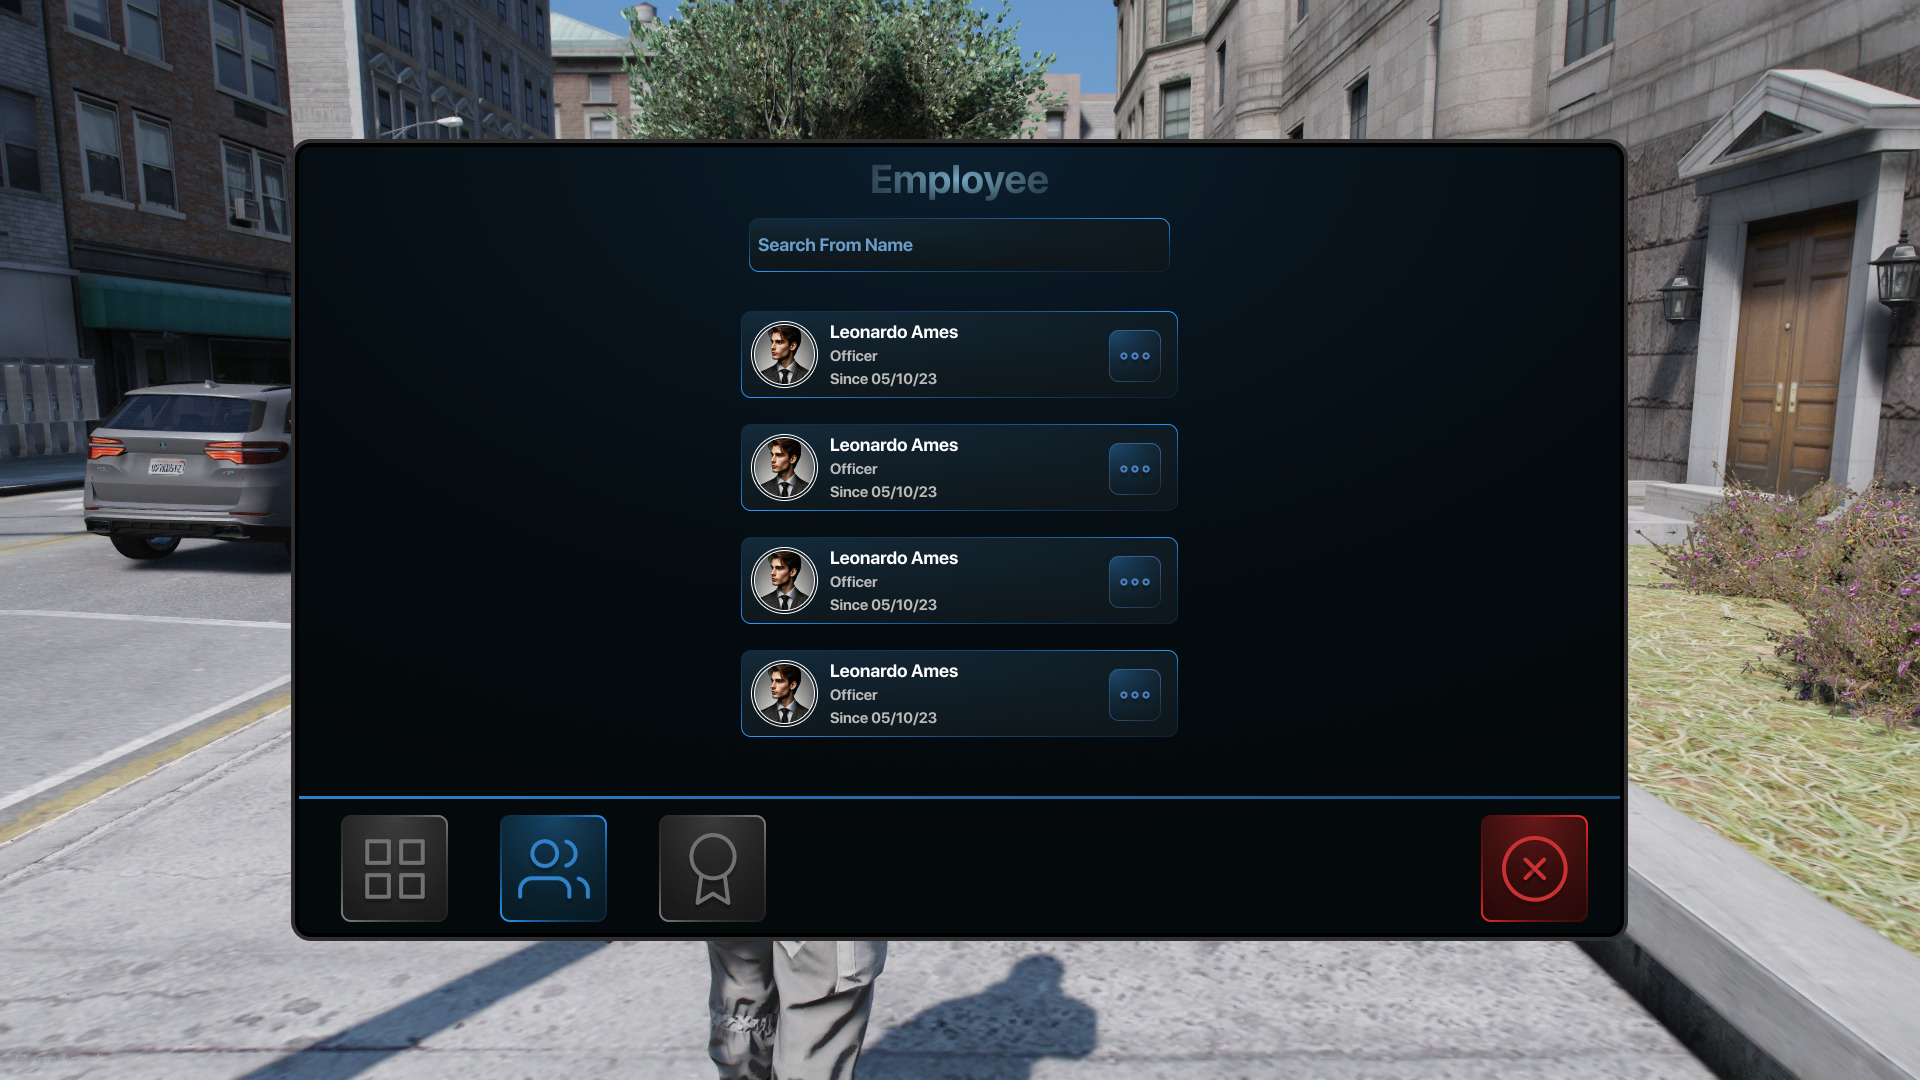 Employee
Search From Name
Leonardo Ames
Officer
Since 05/10/23
Leonardo Ames
Officer
Since 05/10/23
Leonardo Ames
Officer
Since 05/10/23
Leonardo Ames
Officer
Since 05/10/23